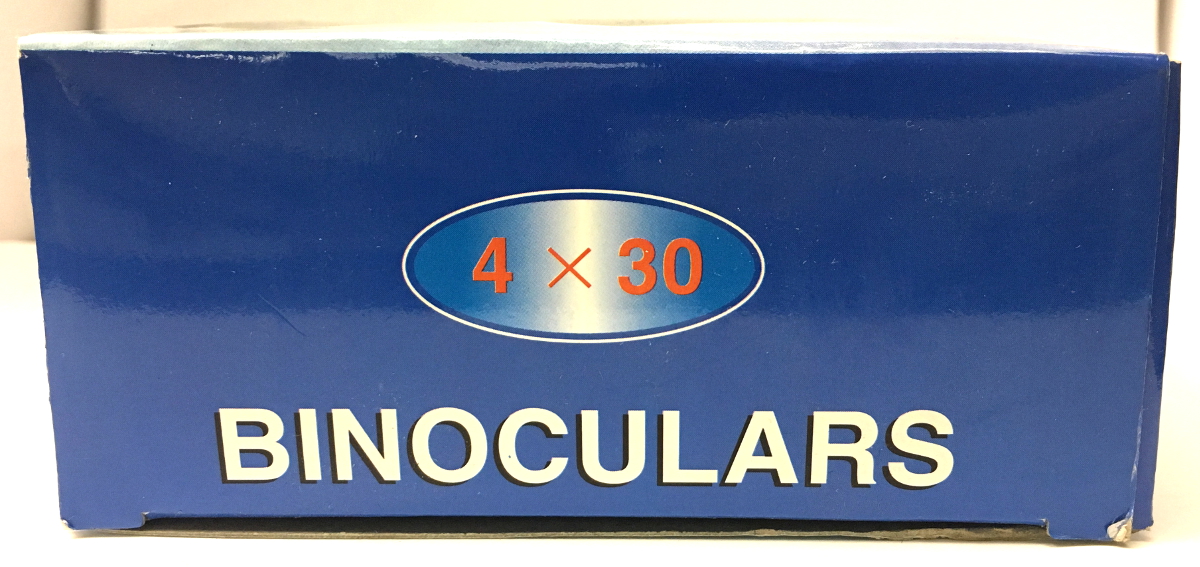 4 × 30
BINOCULARS